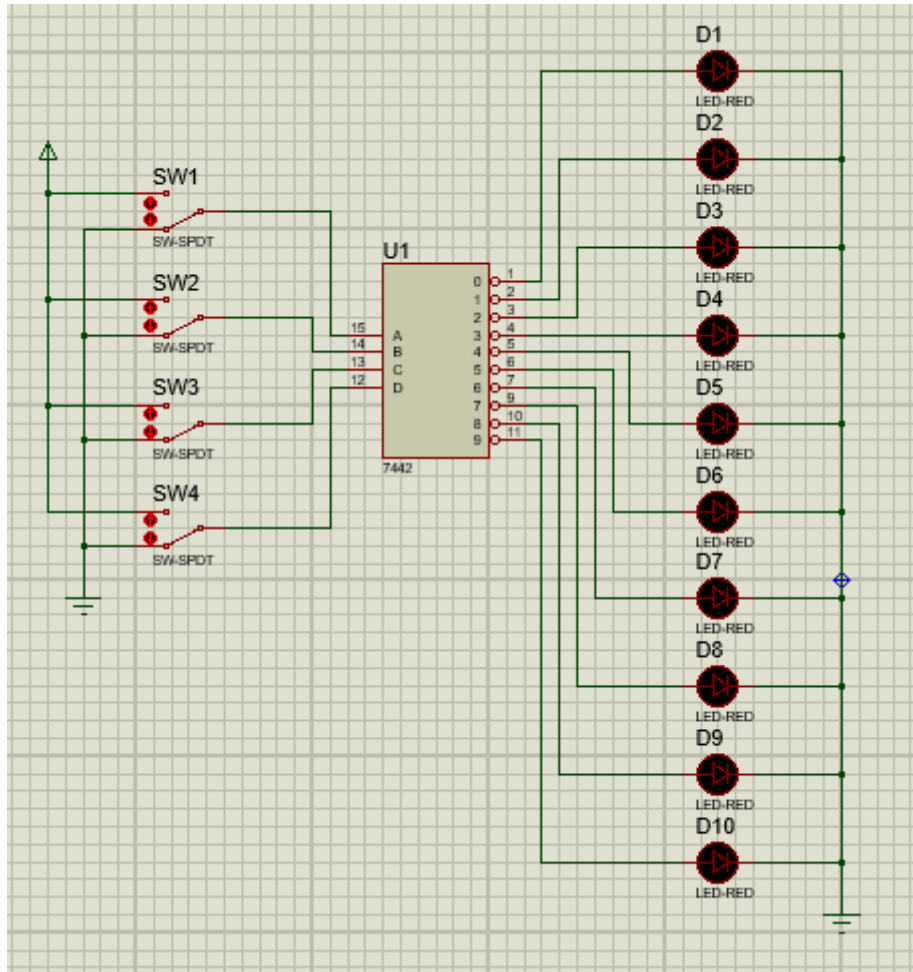 SW1
SW-SPDT
SW2
SW-SPDT
SW3
SW-SPDT
SW4
SW-SPDT
U1
15 A
14 B
13 C
12 D
0 1
1 2
2 3
3 4
4 5
5 6
6 7
7 9
8 10
9 11
7442
D1
LED-RED
D2
LED-RED
D3
LED-RED
D4
LED-RED
D5
LED-RED
D6
LED-RED
D7
LED-RED
D8
LED-RED
D9
LED-RED
D10
LED-RED